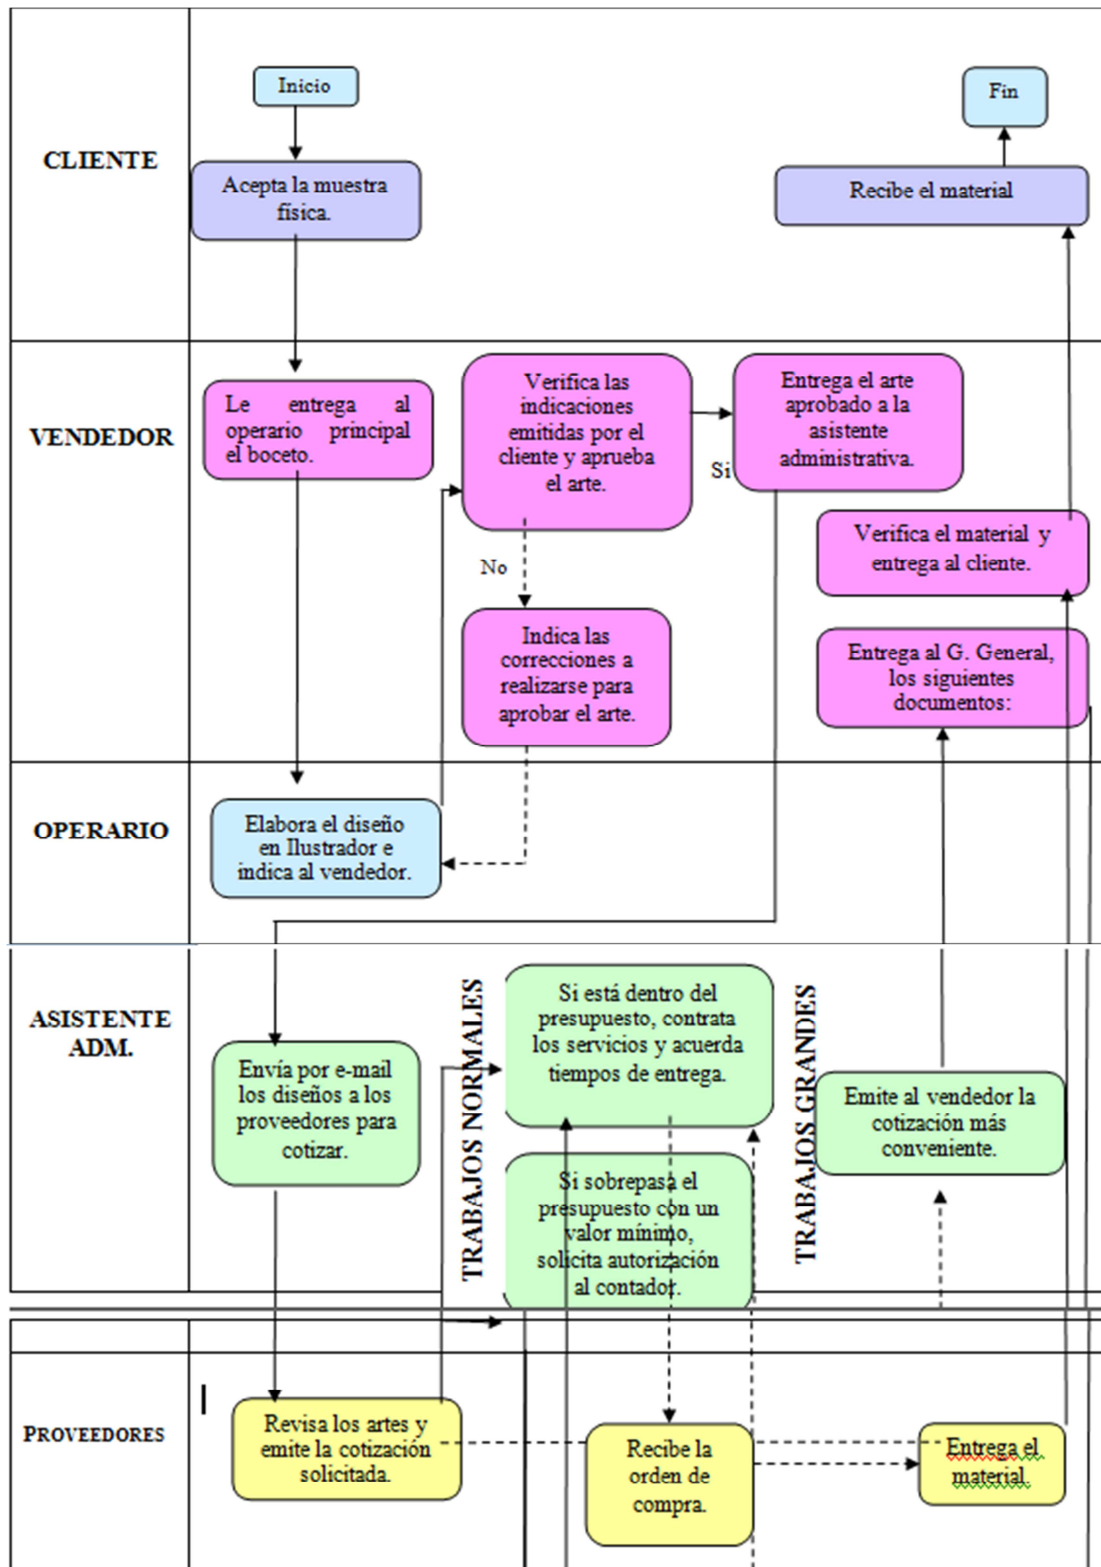 CLIENTE
Inicio
Fin
Acepta la muestra
física.
Recibe el material
VENDEDOR
Le entrega al
operario principal
el boceto.
Verifica las
indicaciones
emitidas por el
cliente y aprueba
el arte.
Si
Entrega el arte
aprobado a la
asistente
administrativa.
No
Verifica el material y
entrega al cliente.
Indica las
correcciones a
realizarse para
aprobar el arte.
Entrega al G. General,
los siguientes
documentos:
OPERARIO
Elabora el diseño
en Ilustrador e
indica al vendedor.
ASISTENTE
ADM.
Envía por e-mail
los diseños a los
proveedores para
cotizar.
TRABAJOS NORMALES
Si está dentro del
presupuesto, contrata
los servicios y acuerda
tiempos de entrega.
Si sobrepasa el
presupuesto con un
valor mínimo,
solicita autorización
al contador.
TRABAJOS GRANDES
Emite al vendedor la
cotización más
conveniente.
PROVEEDORES
Revisa los artes y
emite la cotización
solicitada.
Recibe la
orden de
compra.
Entrega el
material.